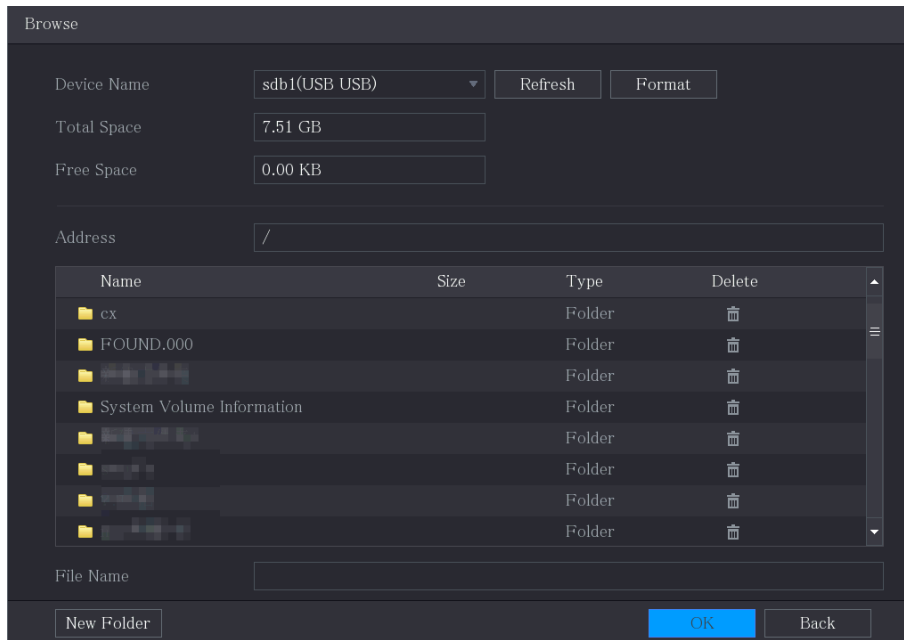 Browse
Device Name sdb1(USB USB) Refresh Format
Total Space 7.51 GB
Free Space 0.00 KB
Address /
Name Size Type Delete
cx Folder
FOUND.000 Folder
Folder
System Volume Information Folder
Folder
Folder
Folder
Folder
File Name
New Folder OK Back